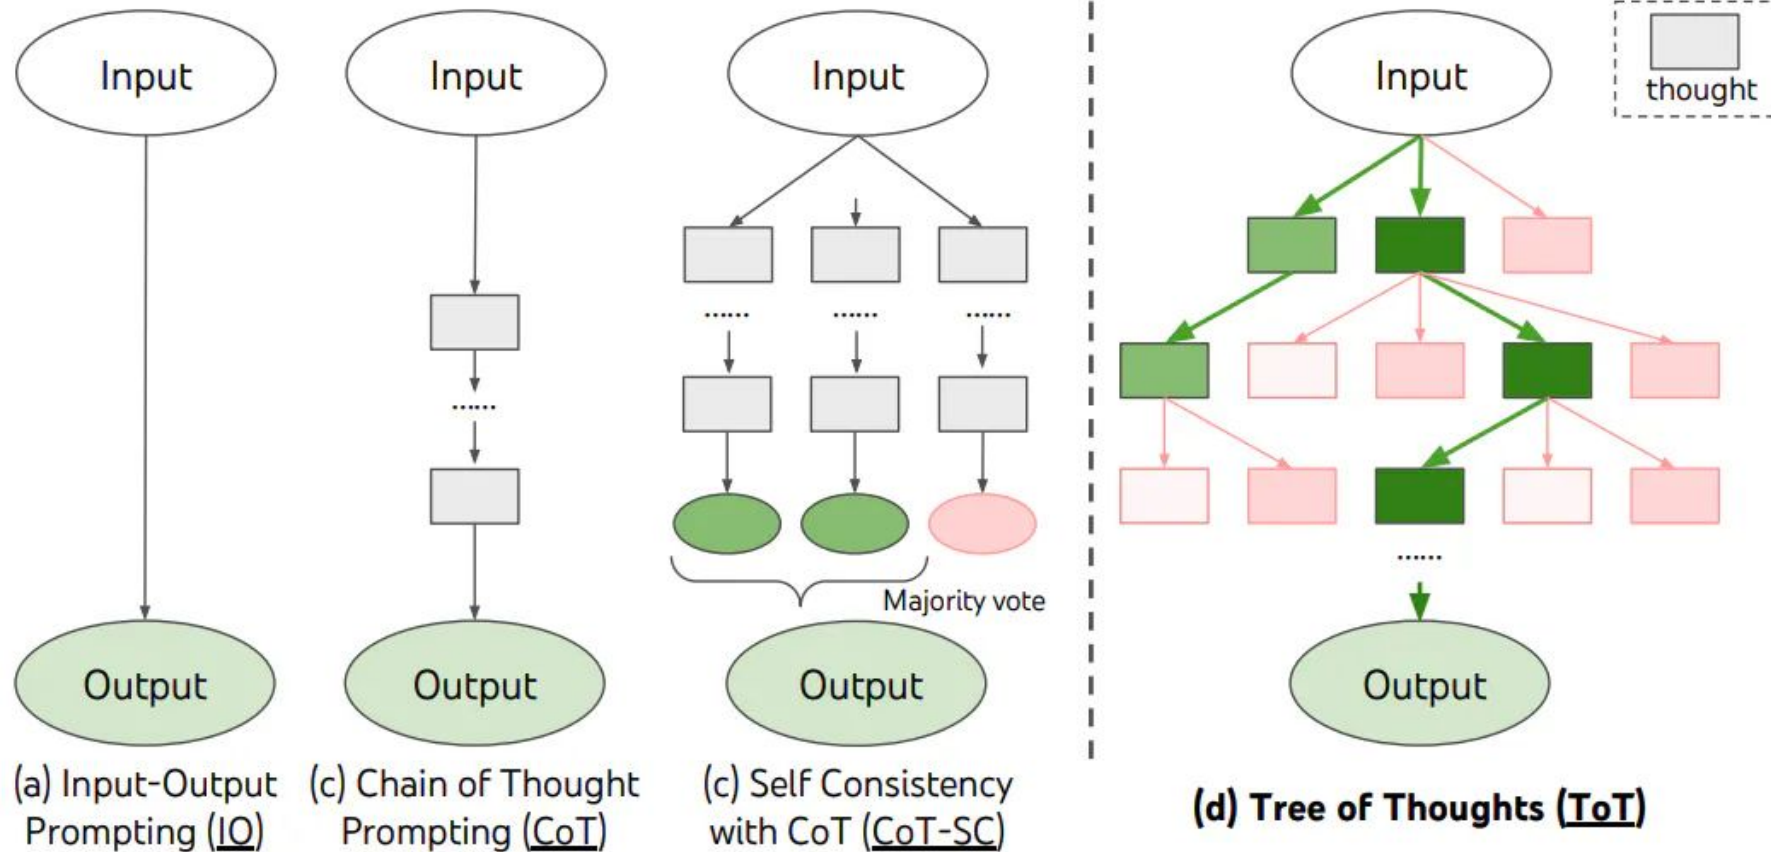 Input
Input
Input
Input
thought
......
......
......
......
......
Majority vote
Output
Output
Output
Output
(a) Input-Output
Prompting (IO)
(c) Chain of Thought
Prompting (CoT)
(c) Self Consistency
with CoT (CoT-SC)
(d) Tree of Thoughts (ToT)